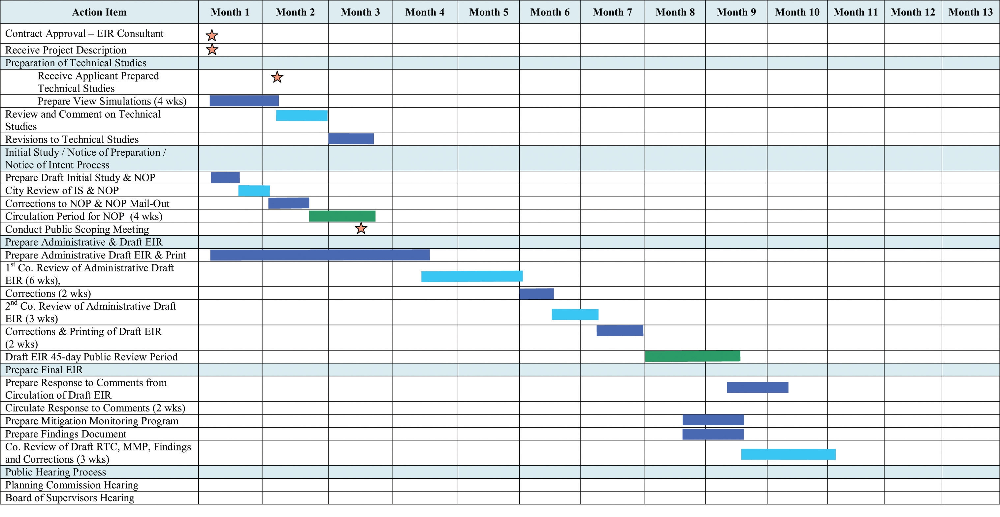 Action Item Month 1 Month 2 Month 3 Month 4 Month 5 Month 6 Month 7 Month 8 Month 9 Month 10 Month 11 Month 12 Month 13
Contract Approval – EIR Consultant
Receive Project Description
Preparation of Technical Studies
Receive Applicant Prepared
Technical Studies
Prepare View Simulations (4 wks)
Review and Comment on Technical
Studies
Revisions to Technical Studies
Initial Study / Notice of Preparation /
Notice of Intent Process
Prepare Draft Initial Study & NOP
City Review of IS & NOP
Corrections to NOP & NOP Mail-Out
Circulation Period for NOP (4 wks)
Conduct Public Scoping Meeting
Prepare Administrative & Draft EIR
Prepare Administrative Draft EIR & Print
1st Co. Review of Administrative Draft
EIR (6 wks),
Corrections (2 wks)
2nd Co. Review of Administrative Draft
EIR (3 wks)
Corrections & Printing of Draft EIR
(2 wks)
Draft EIR 45-day Public Review Period
Prepare Final EIR
Prepare Response to Comments from
Circulation of Draft EIR
Circulate Response to Comments (2 wks)
Prepare Mitigation Monitoring Program
Prepare Findings Document
Co. Review of Draft RTC, MMP, Findings
and Corrections (3 wks)
Public Hearing Process
Planning Commission Hearing
Board of Supervisors Hearing